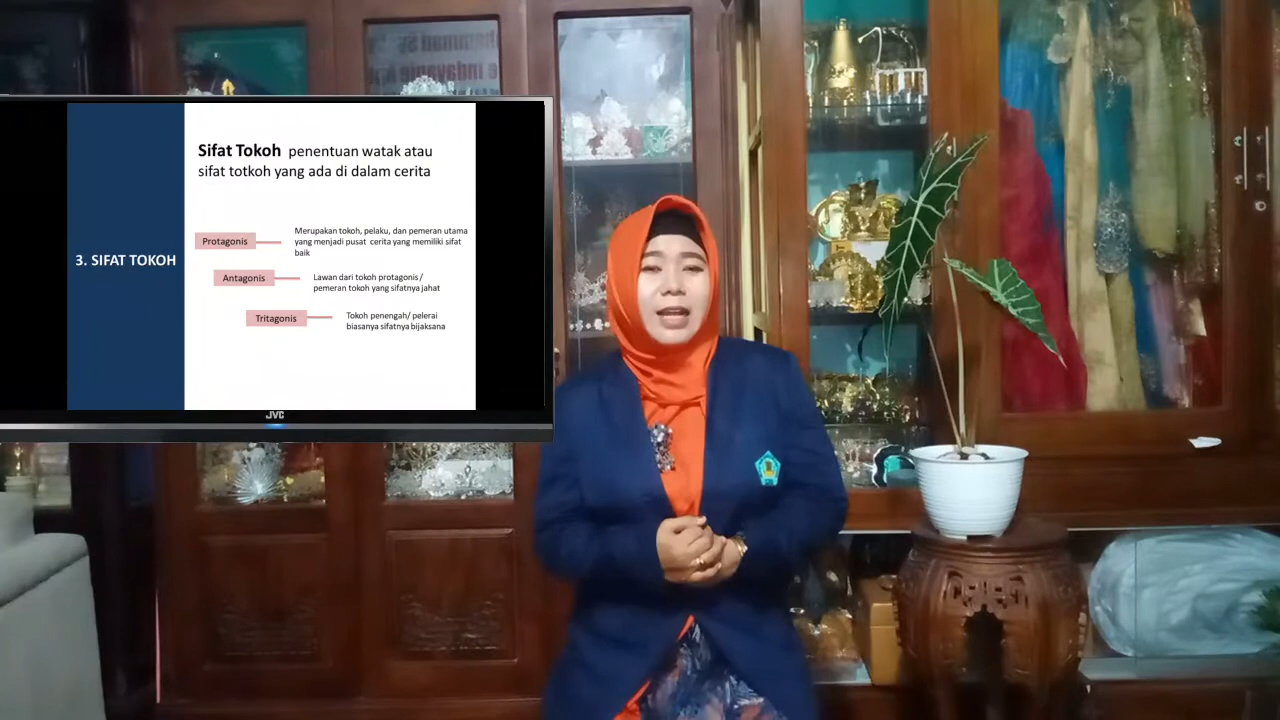 3. SIFAT TOKOH
Sifat Tokoh penentuan watak atau
sifat totkoh yang ada di dalam cerita
Protagonis
Merupakan tokoh, pelaku, dan pemeran utama
yang menjadi pusat cerita yang memiliki sifat
baik
Antagonis
Lawan dari tokoh protagonis /
pemeran tokoh yang sifatnya jahat
Tritagonis
Tokoh penengah/ pelerai
biasanya sifatnya bijaksana
JVC